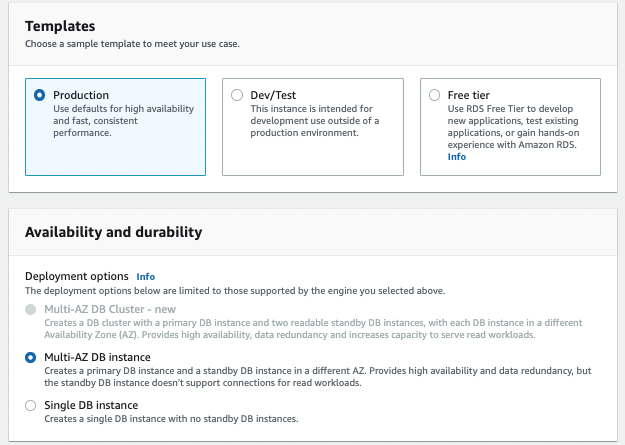 Templates
Choose a sample template to meet your use case.
Production
Use defaults for high availability
and fast, consistent
performance.
Dev/Test
This instance is intended for
development use outside of a
production environment.
Free tier
Use RDS Free Tier to develop
new applications, test existing
applications, or gain hands-on
experience with Amazon RDS.
Info
Availability and durability
Deployment options Info
The deployment options below are limited to those supported by the engine you selected above.
Multi-AZ DB Cluster - new
Creates a DB cluster with a primary DB instance and two readable standby DB instances, with each DB instance in a different
Availability Zone (AZ). Provides high availability, data redundancy and increases capacity to serve read workloads.
Multi-AZ DB instance
Creates a primary DB instance and a standby DB instance in a different AZ. Provides high availability and data redundancy, but
the standby DB instance doesn't support connections for read workloads.
Single DB instance
Creates a single DB instance with no standby DB instances.